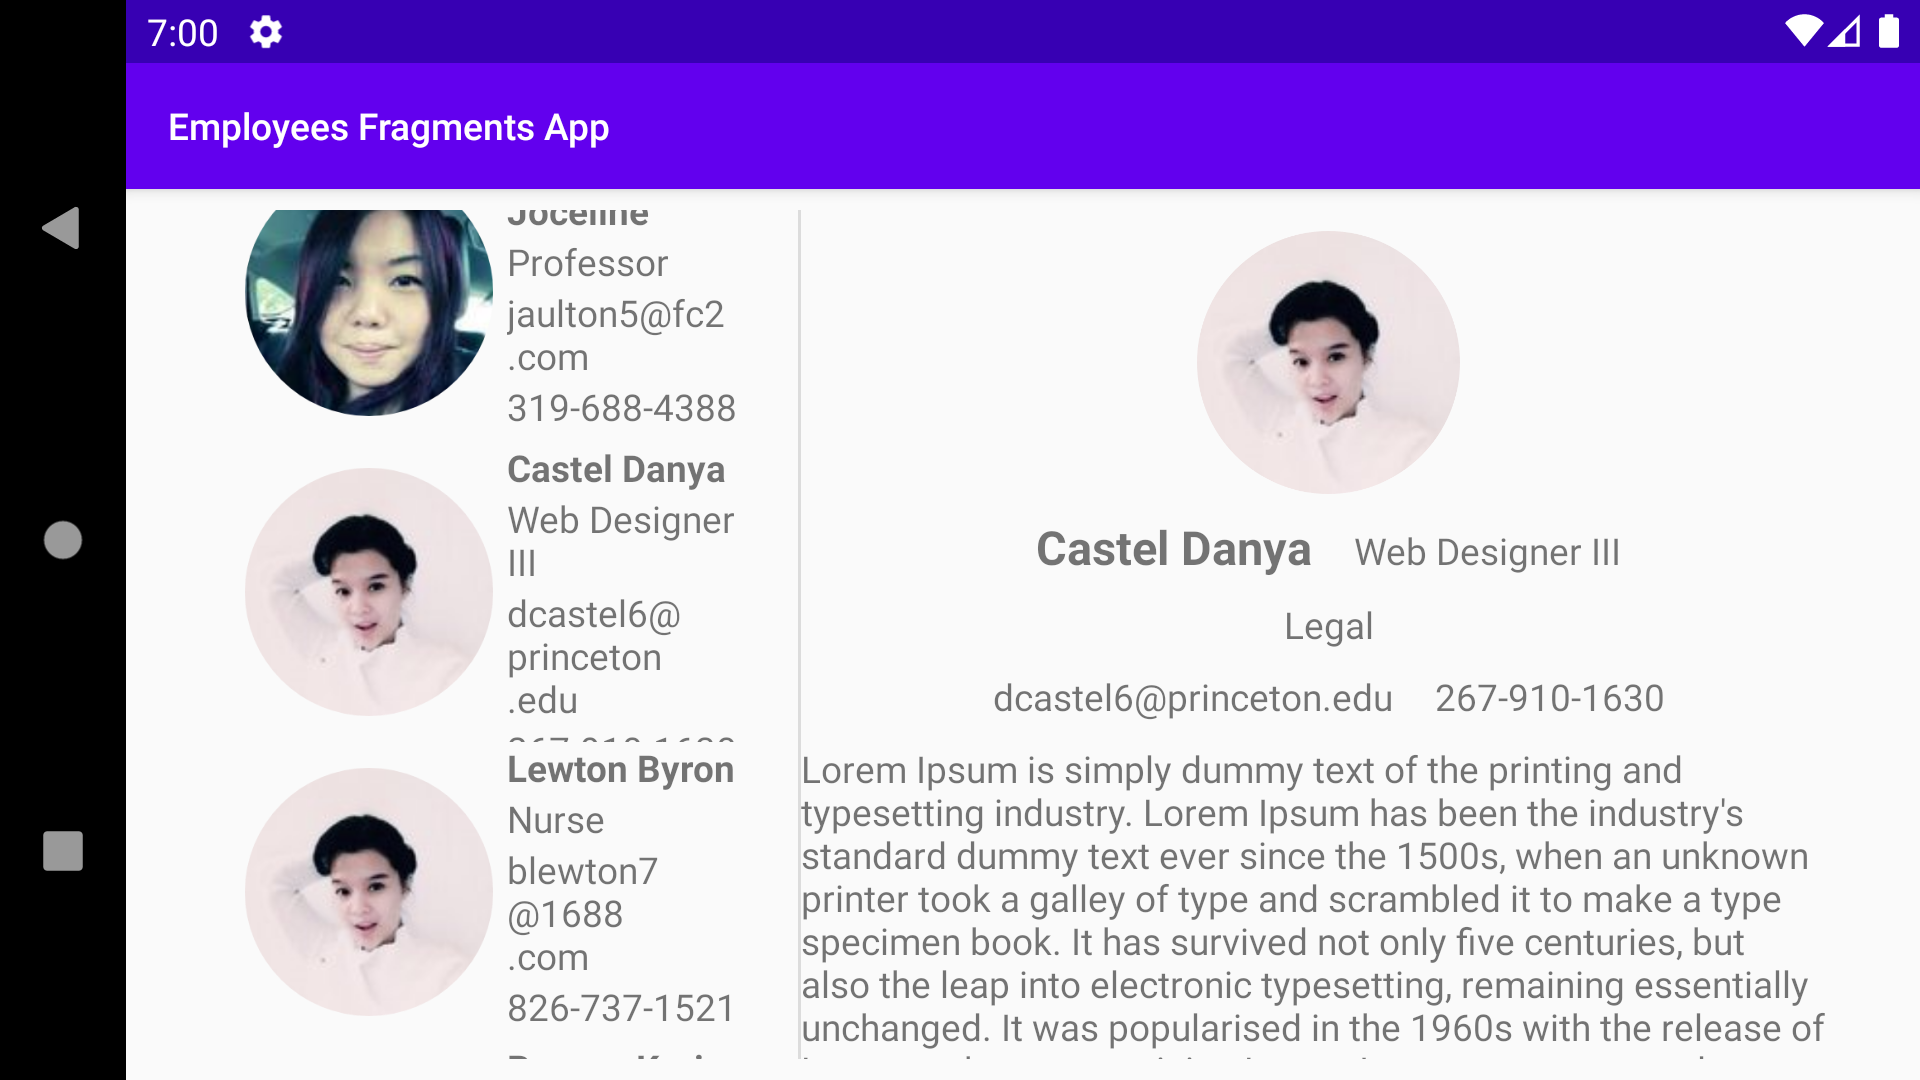 7:00
Employees Fragments App
Joceline
Professor
jaulton5@fc2
.com
319-688-4388
Castel Danya
Web Designer
III
dcastel6@
princeton
.edu
267-910-1630
Lewton Byron
Nurse
blewton7
@1688
.com
826-737-1521
Castel Danya Web Designer III
Legal
dcastel6@princeton.edu 267-910-1630
Lorem Ipsum is simply dummy text of the printing and
typesetting industry. Lorem Ipsum has been the industry's
standard dummy text ever since the 1500s, when an unknown
printer took a galley of type and scrambled it to make a type
specimen book. It has survived not only five centuries, but
also the leap into electronic typesetting, remaining essentially
unchanged. It was popularised in the 1960s with the release of